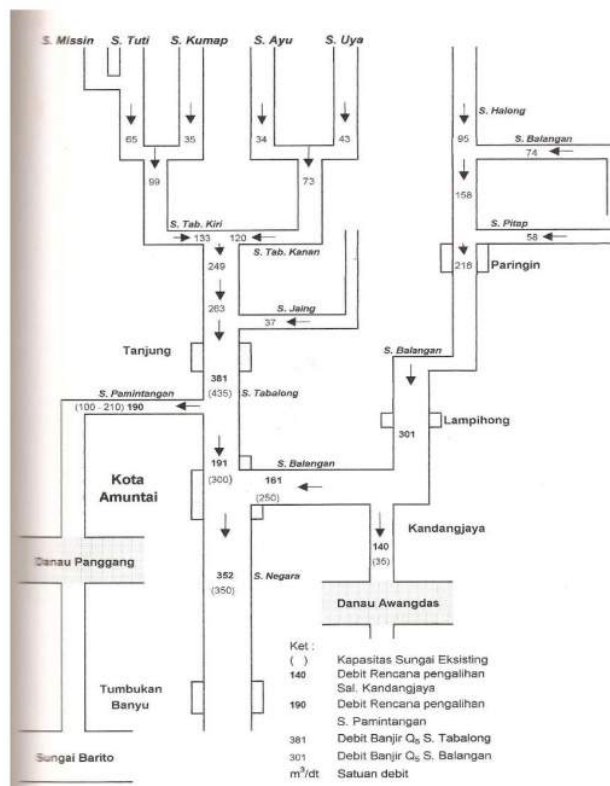 S. Missin S. Tuti S. Kumap S. Ayu S. Uya
S. Halong
65 35 34 43 95
S. Balangan
74
99 73 158
S. Pitap
S. Tab. Kiri
133 120 58
S. Tab. Kanan
249 216 Paringin
263 S. Jaing
37
Tanjung S. Balangan
381
(435) S. Tabalong
S. Pamintangan
(100 - 210) 190
Lampihong
301
191 S. Balangan
(300) 161
(250)
Kota
Amuntai
Kandangjaya
140
(35)
Danau Panggang
352 S. Negara
(350)
Danau Awangdas
Ket :
( ) Kapasitas Sungai Eksisting
140 Debit Rencana pengalihan
Sal. Kandangjaya
190 Debit Rencana pengalihan
S. Pamintangan
381 Debit Banjir Q5 S. Tabalong
301 Debit Banjir Q5 S. Balangan
m³/dt Satuan debit
Tumbukan
Banyu
Sungai Barito